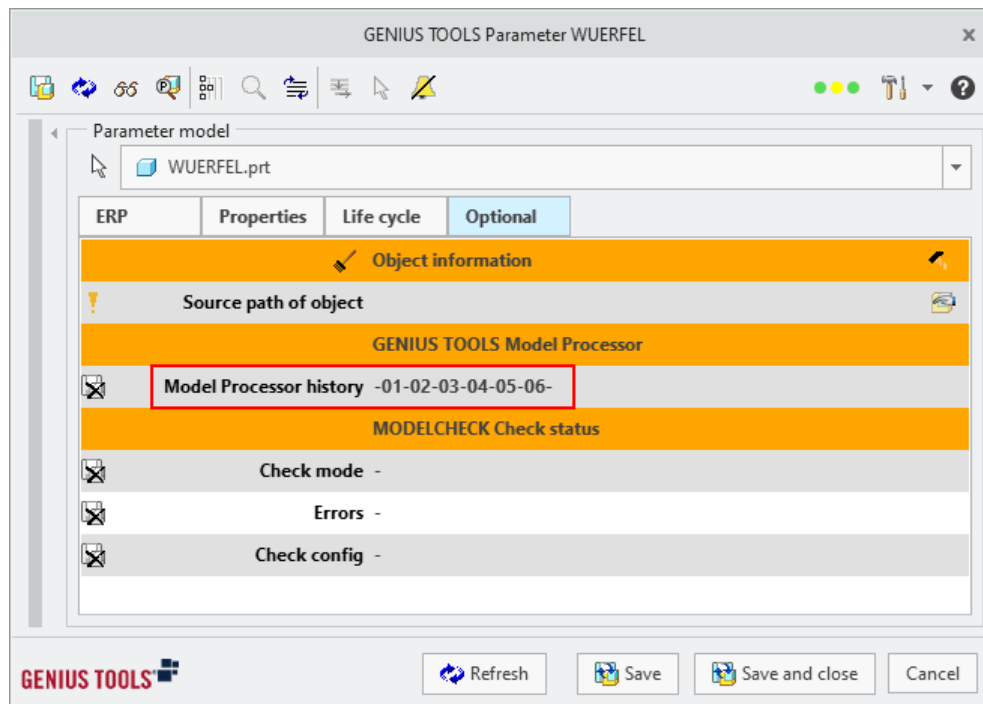 GENIUS TOOLS Parameter WUERFEL
Parameter model
WUERFEL.prt
ERP Properties Life cycle Optional
Object information
Source path of object
GENIUS TOOLS Model Processor
Model Processor history -01-02-03-04-05-06-
MODELCHECK Check status
Check mode -
Errors -
Check config -
GENIUS TOOLS Refresh Save Save and close Cancel